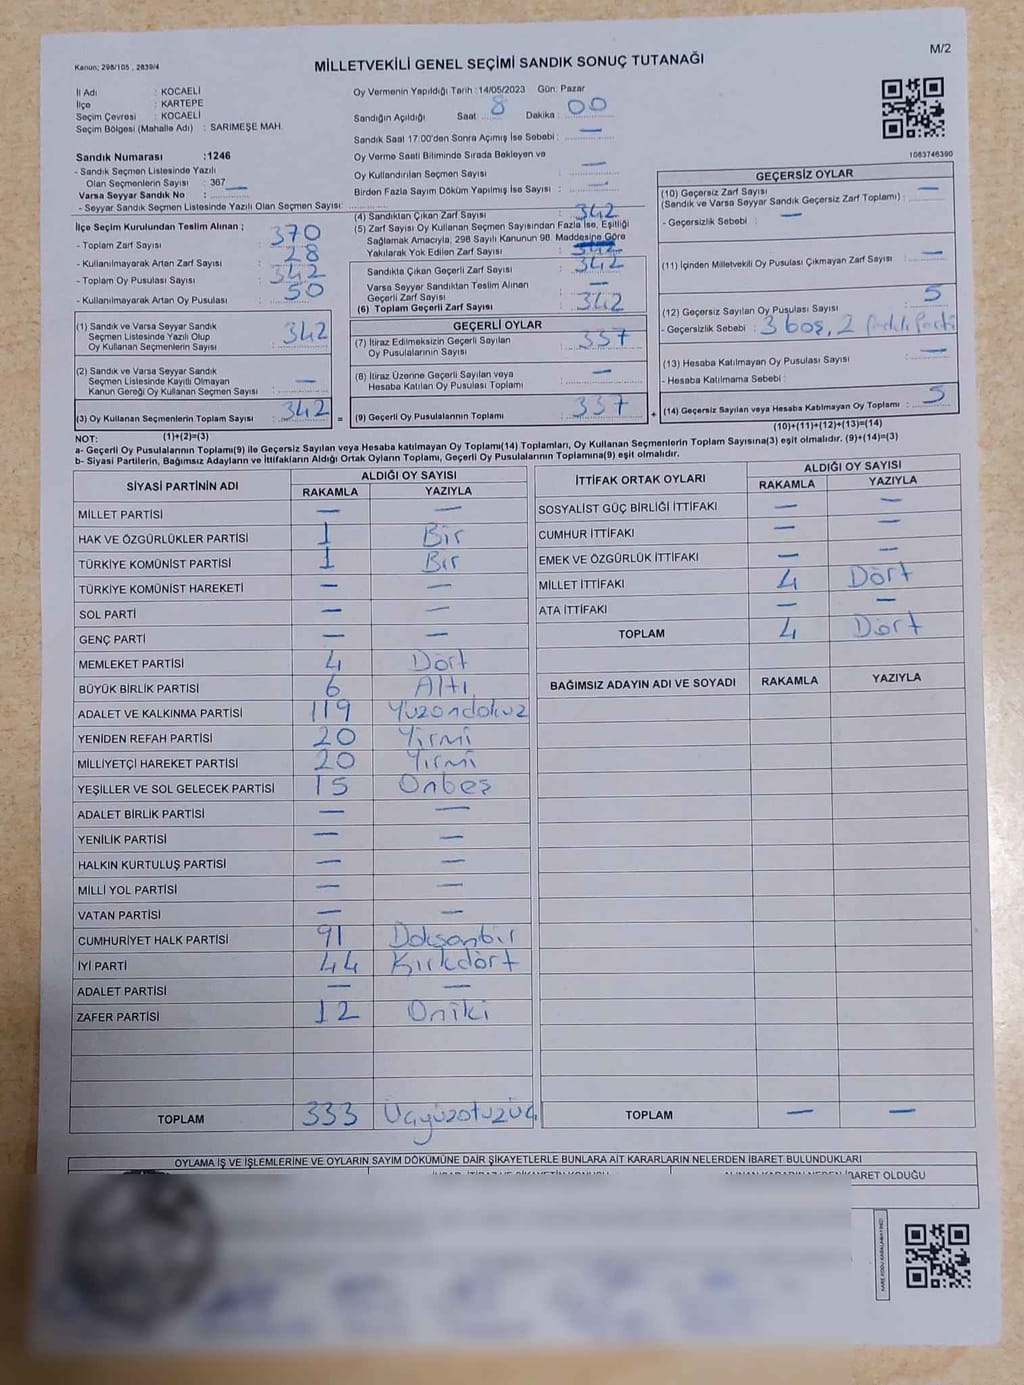 M/2
Kanun; 298/105 , 2839/4
MİLLETVEKİLİ GENEL SEÇİMİ SANDIK SONUÇ TUTANAĞI
İl Adı : KOCAELİ
İlçe : KARTEPE
Seçim Çevresi : KOCAELİ
Seçim Bölgesi (Mahalle Adı) : SARIMEŞE MAH.
Sandık Numarası :1246
- Sandık Seçmen Listesinde Yazılı
Olan Seçmenlerin Sayısı : 367
Varsa Seyyar Sandık No : —
- Seyyar Sandık Seçmen Listesinde Yazılı Olan Seçmen Sayısı:
Oy Vermenin Yapıldığı Tarih :14/05/2023 Gün: Pazar
Sandığın Açıldığı Saat: 8 Dakika : 00
Sandık Saat 17:00'den Sonra Açımış İse Sebebi : —
Oy Verme Saati Bitiminde Sırada Bekleyen ve
Oy Kullandırılan Seçmen Sayısı : —
Birden Fazla Sayım Döküm Yapılmış İse Sayısı : —
1083746390
İlçe Seçim Kurulundan Teslim Alınan ;
- Toplam Zarf Sayısı : 370
- Kullanılmayarak Artan Zarf Sayısı : 28
- Toplam Oy Pusulası Sayısı : 342
- Kullanılmayarak Artan Oy Pusulası : 50
(4) Sandıktan Çıkan Zarf Sayısı : 342
(5) Zarf Sayısı Oy Kullanan Seçmen Sayısından Fazla İse, Eşitliği
Sağlamak Amacıyla, 298 Sayılı Kanunun 98. Maddesine Göre
Yakılarak Yok Edilen Zarf Sayısı :
Sandıkta Çıkan Geçerli Zarf Sayısı : 342
Varsa Seyyar Sandıktan Teslim Alınan
Geçerli Zarf Sayısı : —
(6) Toplam Geçerli Zarf Sayısı : 342
GEÇERSİZ OYLAR
(10) Geçersiz Zarf Sayısı
(Sandık ve Varsa Seyyar Sandık Geçersiz Zarf Toplamı) : —
- Geçersizlik Sebebi : —
(11) İçinden Milletvekili Oy Pusulası Çıkmayan Zarf Sayısı : —
(12) Geçersiz Sayılan Oy Pusulası Sayısı : 5
- Geçersizlik Sebebi : 3 boş, 2 farklı Parti
(13) Hesaba Katılmayan Oy Pusulası Sayısı : —
- Hesaba Katılmama Sebebi :
(14) Geçersiz Sayılan veya Hesaba Katılmayan Oy Toplamı : 5
(10)+(11)+(12)+(13)=(14)
(1) Sandık ve Varsa Seyyar Sandık
Seçmen Listesinde Yazılı Olup
Oy Kullanan Seçmenlerin Sayısı : 342
(2) Sandık ve Varsa Seyyar Sandık
Seçmen Listesinde Kayıtlı Olmayan
Kanun Gereği Oy Kullanan Seçmen Sayısı : —
(3) Oy Kullanan Seçmenlerin Toplam Sayısı : 342
=
GEÇERLİ OYLAR
(7) İtiraz Edilmeksizin Geçerli Sayılan
Oy Pusulalarının Sayısı : 337
(8) İtiraz Üzerine Geçerli Sayılan veya
Hesaba Katılan Oy Pusulası Toplamı : —
(9) Geçerli Oy Pusulalarının Toplamı : 337
+
NOT: (1)+(2)=(3)
a- Geçerli Oy Pusulalarının Toplamı(9) ile Geçersiz Sayılan veya Hesaba katılmayan Oy Toplamı(14) Toplamları, Oy Kullanan Seçmenlerin Toplam Sayısına(3) eşit olmalıdır. (9)+(14)=(3)
b- Siyasi Partilerin, Bağımsız Adayların ve İttifakların Aldığı Ortak Oyların Toplamı, Geçerli Oy Pusulalarının Toplamına(9) eşit olmalıdır.
SİYASİ PARTİNİN ADI ALDIĞI OY SAYISI
RAKAMLA YAZIYLA
MİLLET PARTİSİ — —
HAK VE ÖZGÜRLÜKLER PARTİSİ 1 Bir
TÜRKİYE KOMÜNİST PARTİSİ 1 Bir
TÜRKİYE KOMÜNİST HAREKETİ — —
SOL PARTİ — —
GENÇ PARTİ — —
MEMLEKET PARTİSİ 4 Dört
BÜYÜK BİRLİK PARTİSİ 6 Altı
ADALET VE KALKINMA PARTİSİ 119 Yüzondokuz
YENİDEN REFAH PARTİSİ 20 Yirmi
MİLLİYETÇİ HAREKET PARTİSİ 20 Yirmi
YEŞİLLER VE SOL GELECEK PARTİSİ 15 Onbeş
ADALET BİRLİK PARTİSİ — —
YENİLİK PARTİSİ — —
HALKIN KURTULUŞ PARTİSİ — —
MİLLİ YOL PARTİSİ — —
VATAN PARTİSİ — —
CUMHURİYET HALK PARTİSİ 91 Doksanbir
İYİ PARTİ 44 Kırkdört
ADALET PARTİSİ — —
ZAFER PARTİSİ 12 Oniki
TOPLAM 333 Üçyüzotuzüç
İTTİFAK ORTAK OYLARI ALDIĞI OY SAYISI
RAKAMLA YAZIYLA
SOSYALİST GÜÇ BİRLİĞİ İTTİFAKI — —
CUMHUR İTTİFAKI — —
EMEK VE ÖZGÜRLÜK İTTİFAKI — —
MİLLET İTTİFAKI 4 Dört
ATA İTTİFAKI — —
TOPLAM 4 Dört
BAĞIMSIZ ADAYIN ADI VE SOYADI RAKAMLA YAZIYLA
TOPLAM — —
OYLAMA İŞ VE İŞLEMLERİNE VE OYLARIN SAYIM DÖKÜMÜNE DAİR ŞİKAYETLERLE BUNLARA AİT KARARLARIN NELERDEN İBARET BULUNDUKLARI
İBARET OLDUĞU